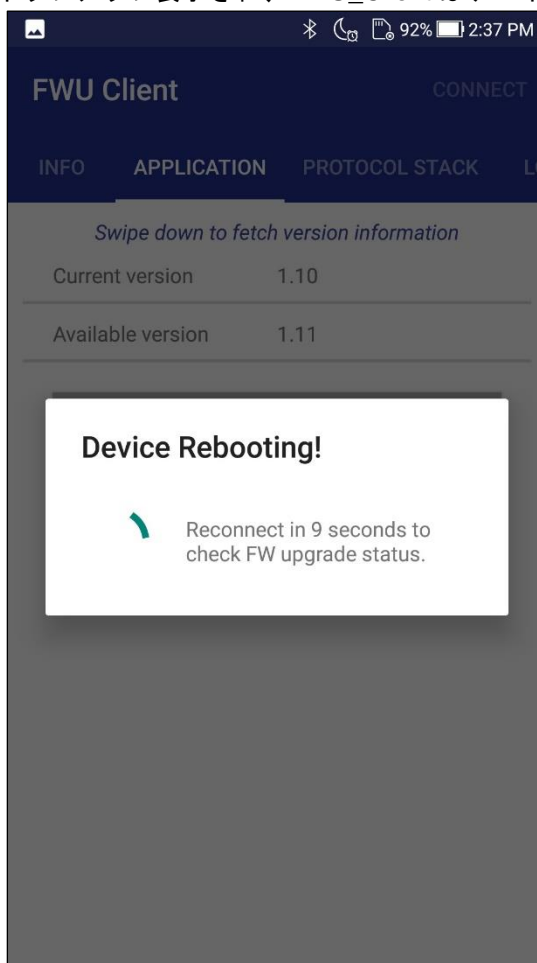 92% 2:37 PM
FWU Client CONNECT
INFO APPLICATION PROTOCOL STACK
Swipe down to fetch version information
Current version 1.10
Available version 1.11
Device Rebooting!
Reconnect in 9 seconds to
check FW upgrade status.